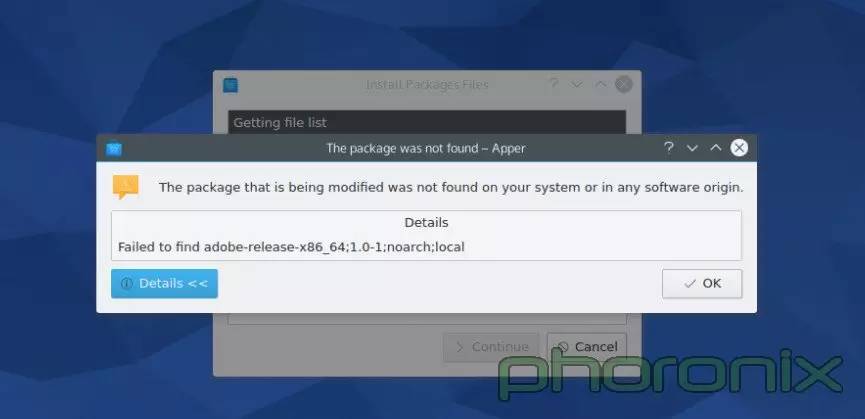 Install Packages Files
Getting file list
The package was not found – Apper
The package that is being modified was not found on your system or in any software origin.
Details
Failed to find adobe-release-x86_64;1.0-1;noarch;local
Details <<
OK
Continue
Cancel
phoronix